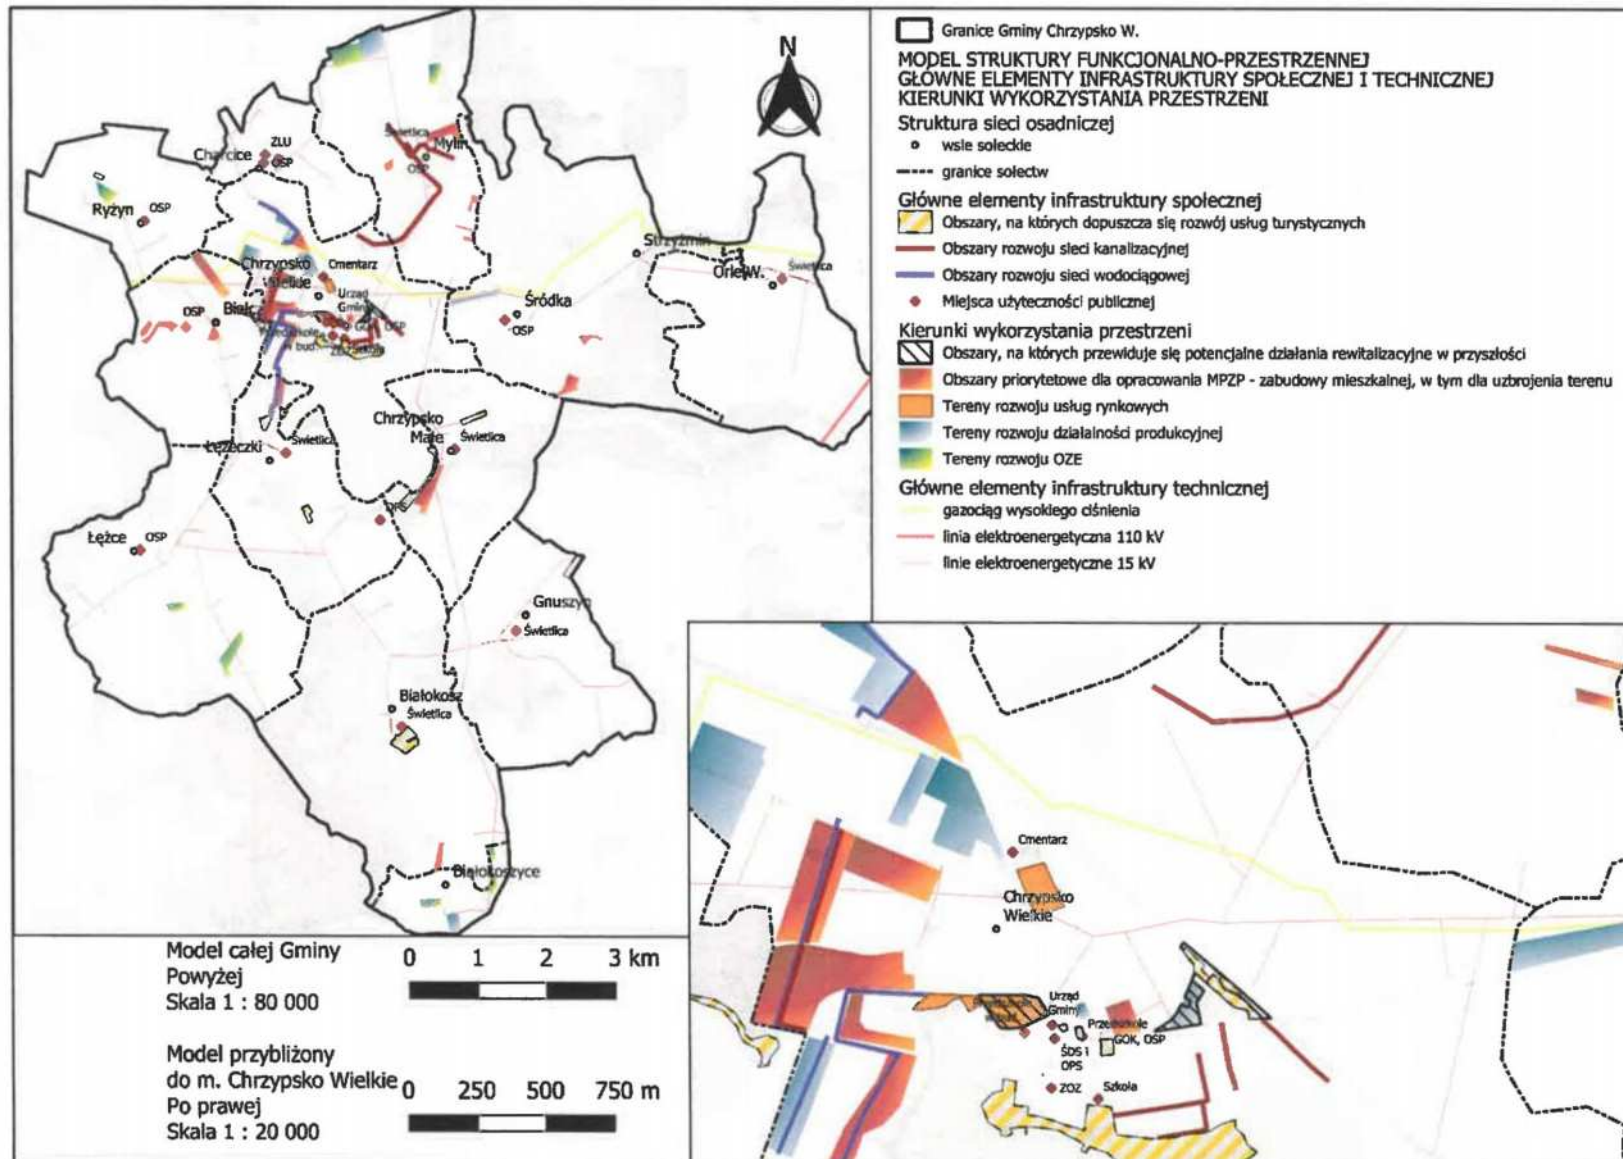 N
Granice Gminy Chrzypsko W.
MODEL STRUKTURY FUNKCJONALNO-PRZESTRZENNEJ
GŁÓWNE ELEMENTY INFRASTRUKTURY SPOŁECZNEJ I TECHNICZNEJ
KIERUNKI WYKORZYSTANIA PRZESTRZENI
Struktura sieci osadniczej
wsie sołeckie
granice sołectw
Główne elementy infrastruktury społecznej
Obszary, na których dopuszcza się rozwój usług turystycznych
Obszary rozwoju sieci kanalizacyjnej
Obszary rozwoju sieci wodociągowej
Miejsca użyteczności publicznej
Kierunki wykorzystania przestrzeni
Obszary, na których przewiduje się potencjalne działania rewitalizacyjne w przyszłości
Obszary priorytetowe dla opracowania MPZP - zabudowy mieszkalnej, w tym dla uzbrojenia terenu
Tereny rozwoju usług rynkowych
Tereny rozwoju działalności produkcyjnej
Tereny rozwoju OZE
Główne elementy infrastruktury technicznej
gazociąg wysokiego ciśnienia
linia elektroenergetyczna 110 kV
linie elektroenergetyczne 15 kV
Świetlica
Mylin
OSP
ZLU
Charcice
OSP
Ryżyn
OSP
Strzyżmin
Orle W.
Świetlica
Chrzypsko
Wielkie
Cmentarz
Urząd
Gminy
Śródka
OSP
OSP
Chrzypsko
Małe
Świetlica
Łężeczki
Świetlica
DPS
Łężce
OSP
Gnuszyn
Świetlica
Białokosz
Świetlica
Białokoszyce
Cmentarz
Chrzypsko
Wielkie
Urząd
Gminy
Przedszkole
GOK, OSP
ŚDS i
OPS
ZOZ
Szkoła
Model całej Gminy
Powyżej
Skala 1 : 80 000
0 1 2 3 km
Model przybliżony
do m. Chrzypsko Wielkie
Po prawej
Skala 1 : 20 000
0 250 500 750 m